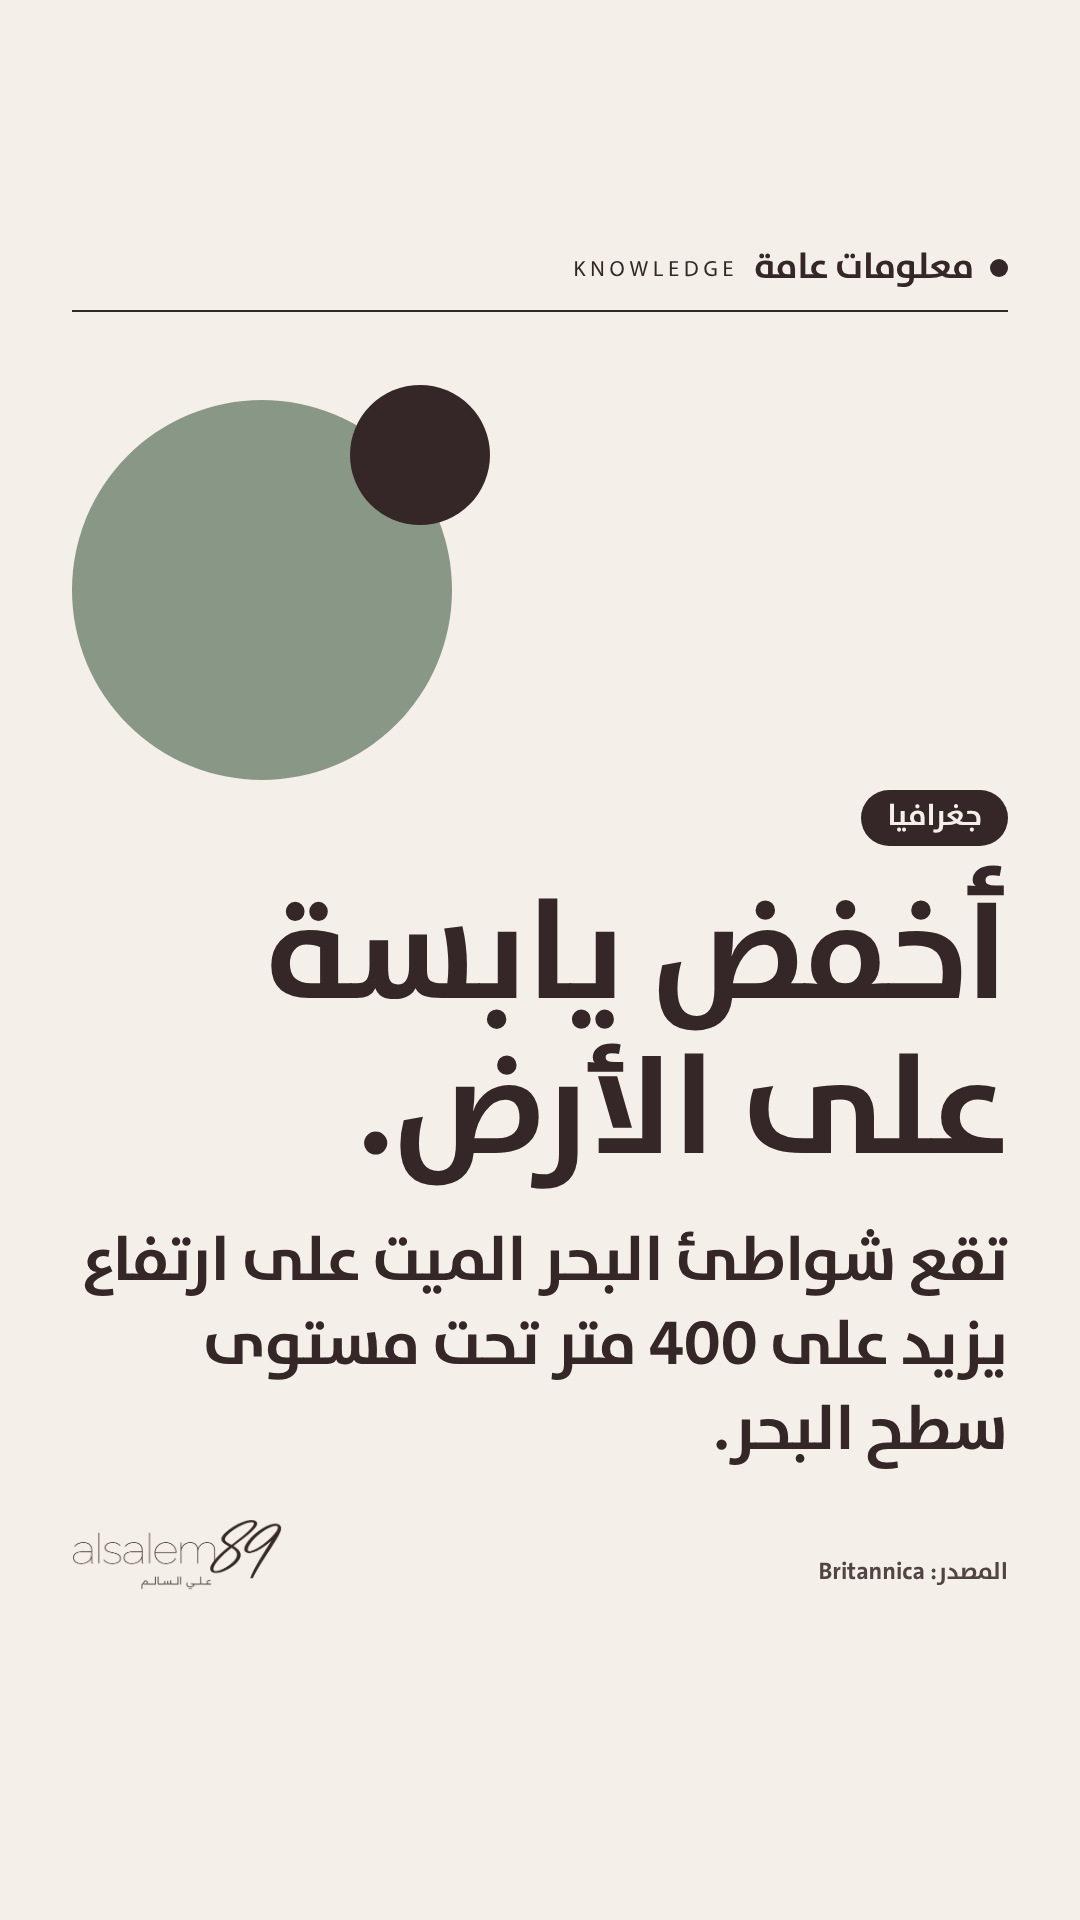 معلومات عامة KNOWLEDGE
جغرافيا
أخفض يابسة
على الأرض.
تقع شواطئ البحر الميت على ارتفاع
يزيد على 400 متر تحت مستوى
سطح البحر.
المصدر: Britannica
alsalem89
علي السالم